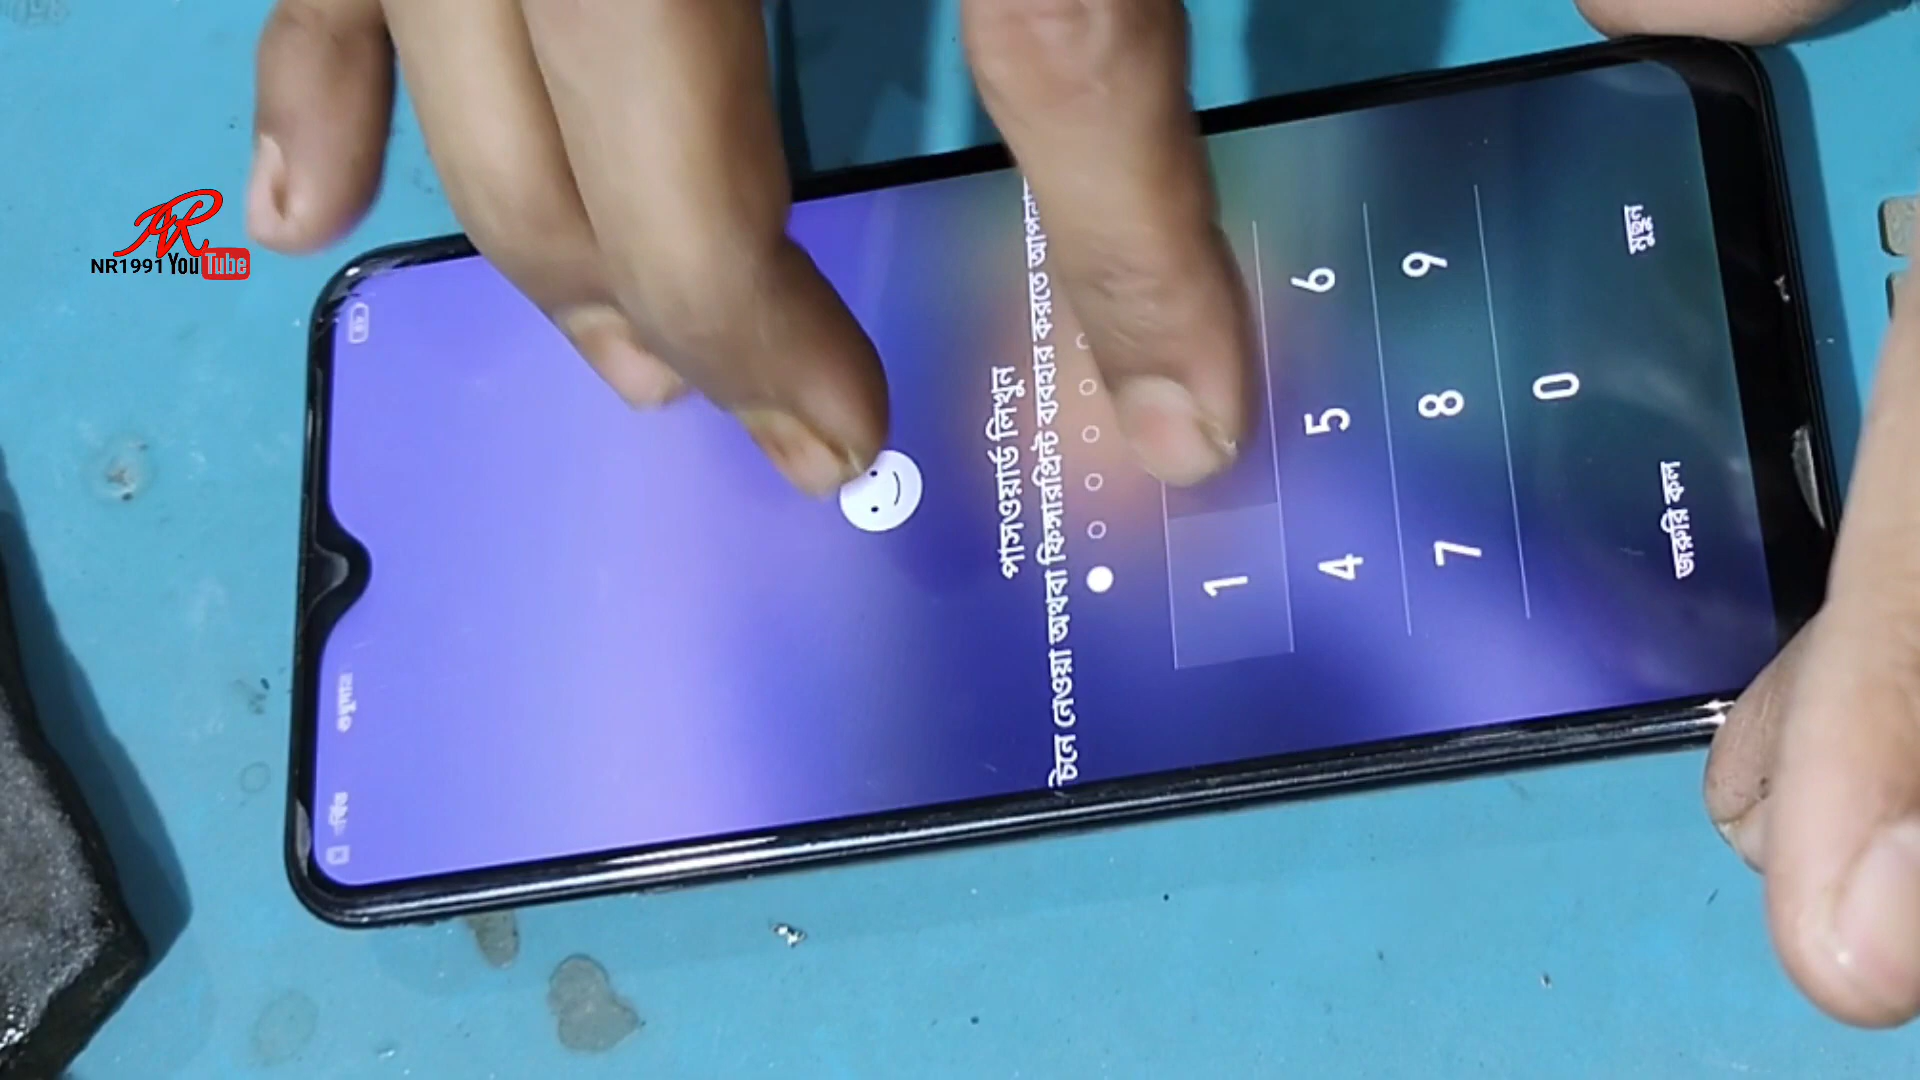 NR1991 YouTube
পাসওয়ার্ড লিখুন
টেনে নেওয়া অথবা ফিঙ্গারপ্রিন্ট ব্যবহার করতে আপনার
1
4 5 6
7 8 9
0
জরুরি কল মুছুন